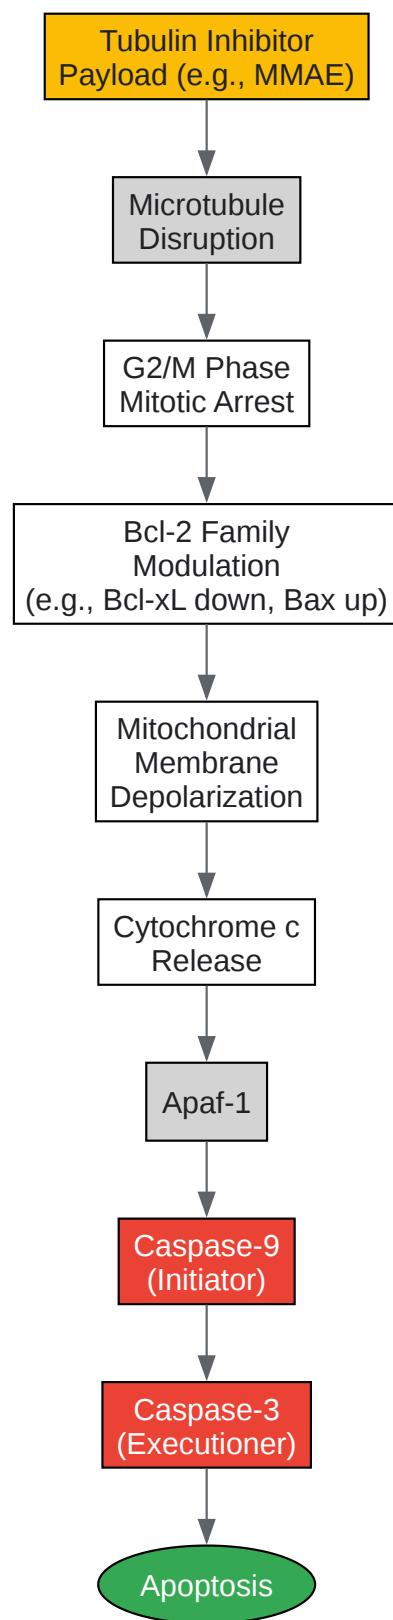 Tubulin Inhibitor
Payload (e.g., MMAE)
Microtubule
Disruption
G2/M Phase
Mitotic Arrest
Bcl-2 Family
Modulation
(e.g., Bcl-xL down, Bax up)
Mitochondrial
Membrane
Depolarization
Cytochrome c
Release
Apaf-1
Caspase-9
(Initiator)
Caspase-3
(Executioner)
Apoptosis